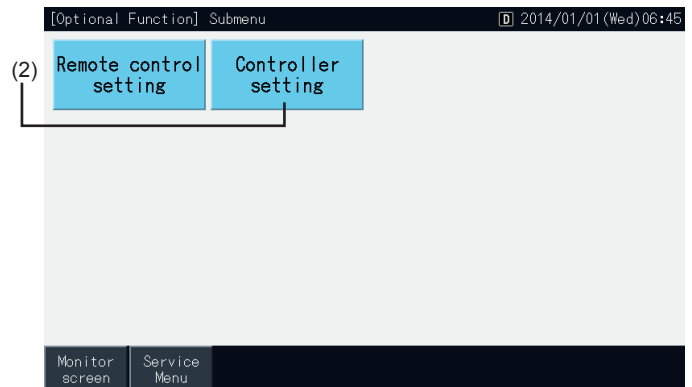 [Optional Function] Submenu D 2014/01/01(Wed)06:45
(2)
Remote control
setting
Controller
setting
Monitor
screen
Service
Menu